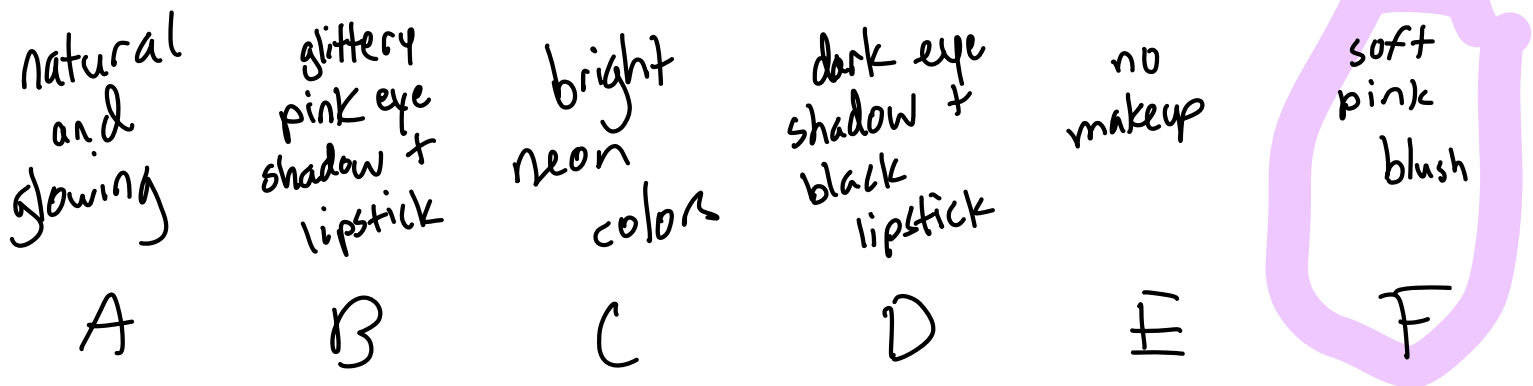 natural
and
glowing
A
glittery
pink eye
shadow +
lipstick
B
bright
neon
colors
C
dark eye
shadow +
black
lipstick
D
no
makeup
E
soft
pink
blush
F